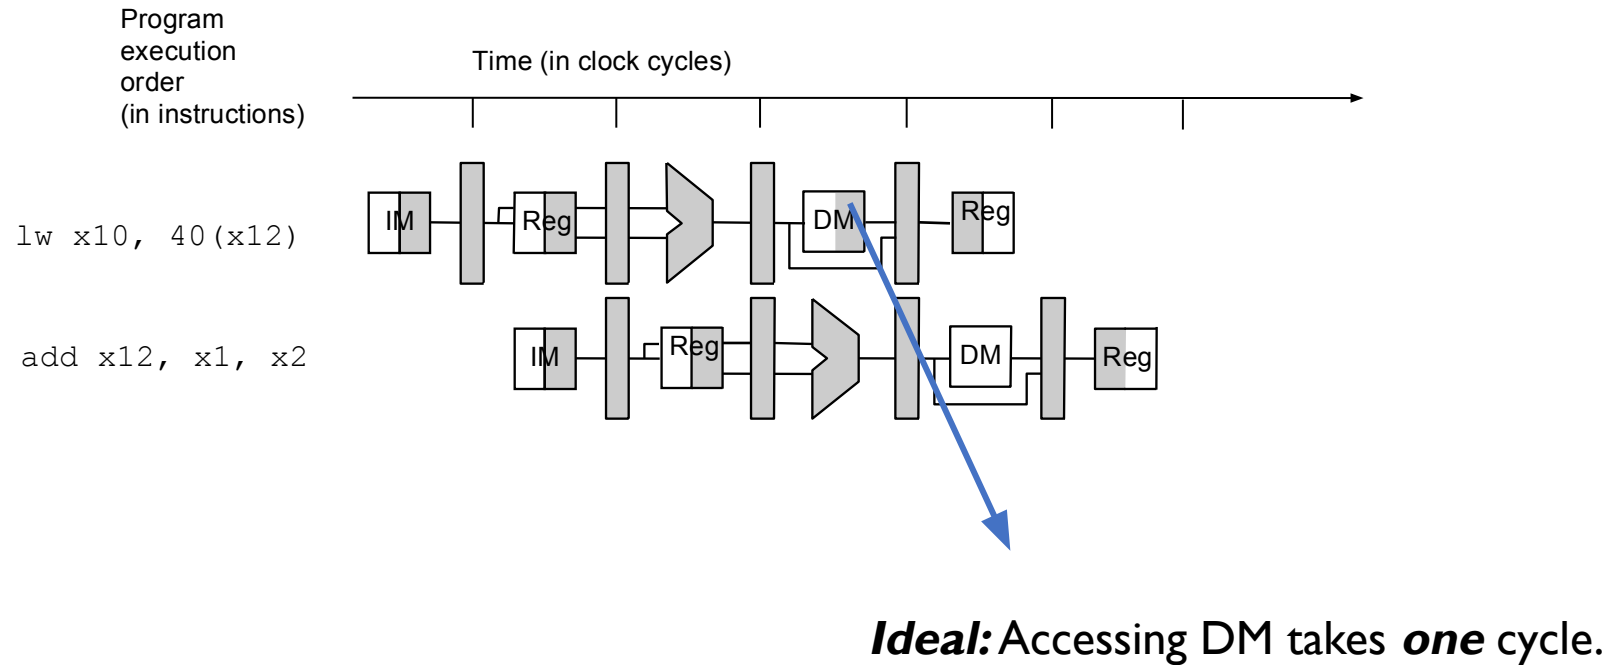 Program
execution
order
(in instructions)
Time (in clock cycles)
lw x10, 40(x12)
IM
Reg
DM
Reg
add x12, x1, x2
IM
Reg
DM
Reg
Ideal: Accessing DM takes one cycle.